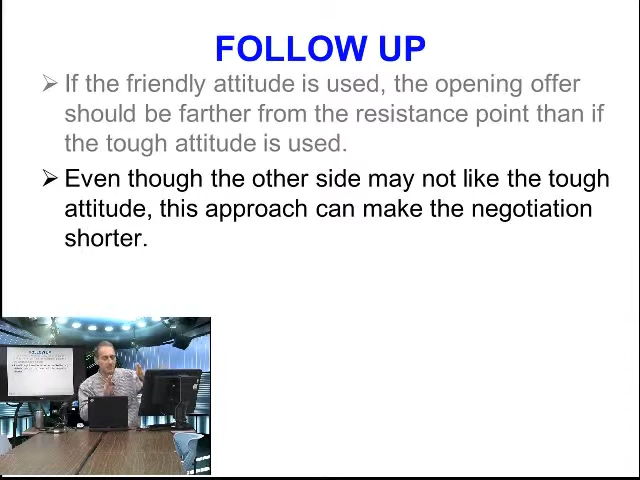 FOLLOW UP
➢ If the friendly attitude is used, the opening offer
should be farther from the resistance point than if
the tough attitude is used.
➢ Even though the other side may not like the tough
attitude, this approach can make the negotiation
shorter.
FOLLOW UP